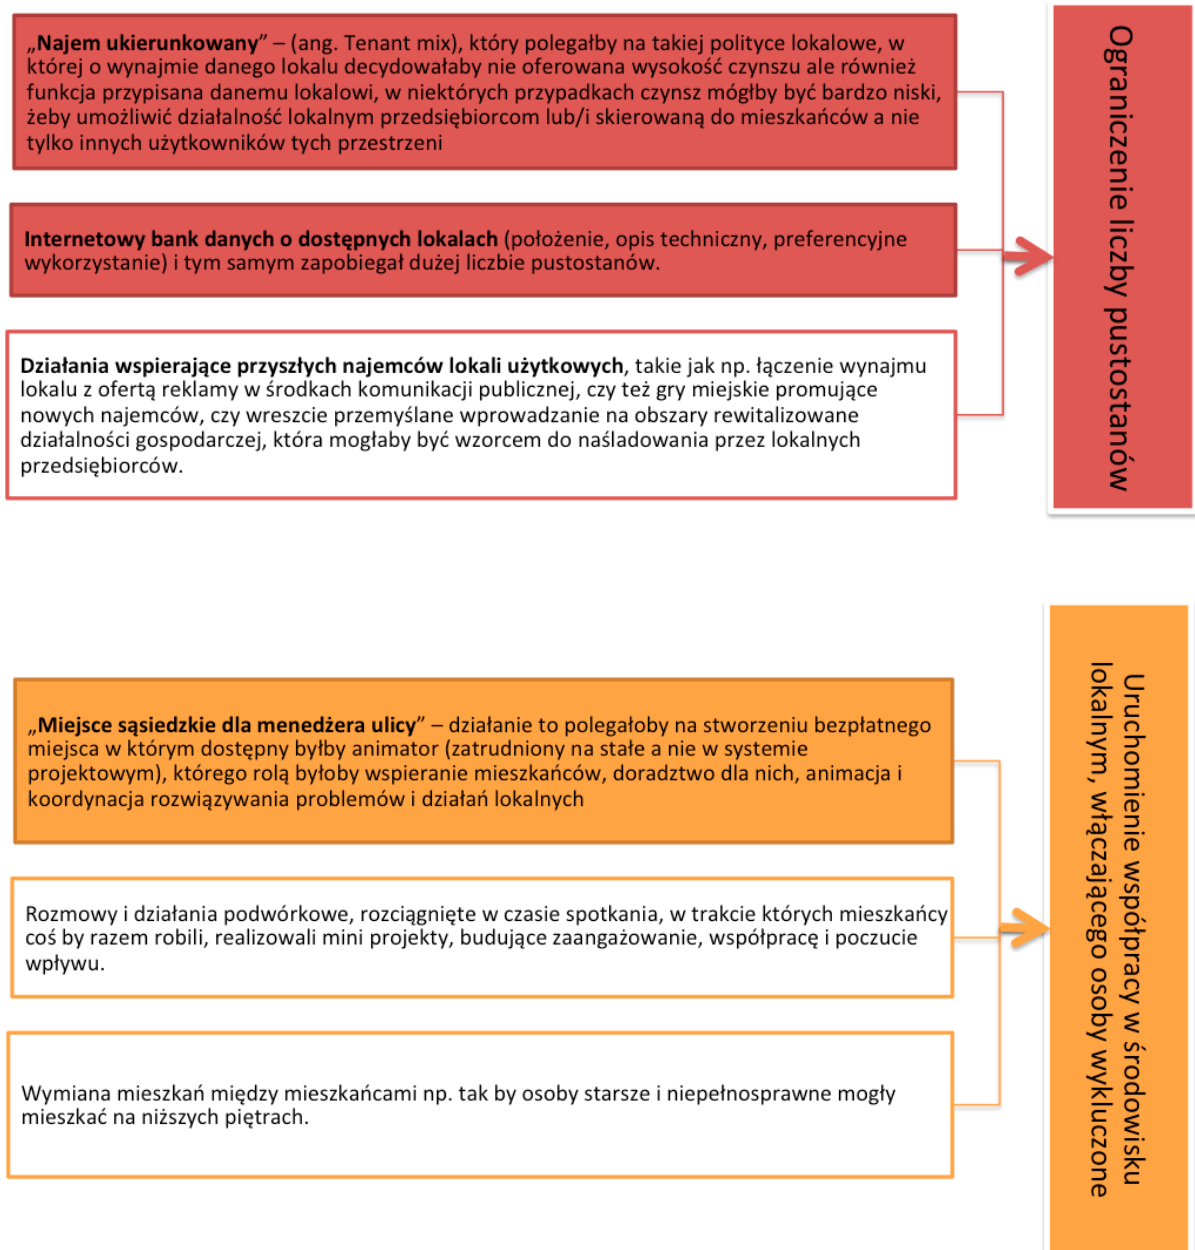 „Najem ukierunkowany” – (ang. Tenant mix), który polegałby na takiej polityce lokalowe, w
której o wynajmie danego lokalu decydowałaby nie oferowana wysokość czynszu ale również
funkcja przypisana danemu lokalowi, w niektórych przypadkach czynsz mógłby być bardzo niski,
żeby umożliwić działalność lokalnym przedsiębiorcom lub/i skierowaną do mieszkańców a nie
tylko innych użytkowników tych przestrzeni
Internetowy bank danych o dostępnych lokalach (położenie, opis techniczny, preferencyjne
wykorzystanie) i tym samym zapobiegał dużej liczbie pustostanów.
Działania wspierające przyszłych najemców lokali użytkowych, takie jak np. łączenie wynajmu
lokalu z ofertą reklamy w środkach komunikacji publicznej, czy też gry miejskie promujące
nowych najemców, czy wreszcie przemyślane wprowadzanie na obszary rewitalizowane
działalności gospodarczej, która mogłaby być wzorcem do naśladowania przez lokalnych
przedsiębiorców.
Ograniczenie liczby pustostanów
„Miejsce sąsiedzkie dla menedżera ulicy” – działanie to polegałoby na stworzeniu bezpłatnego
miejsca w którym dostępny byłby animator (zatrudniony na stałe a nie w systemie
projektowym), którego rolą byłoby wspieranie mieszkańców, doradztwo dla nich, animacja i
koordynacja rozwiązywania problemów i działań lokalnych
Rozmowy i działania podwórkowe, rozciągnięte w czasie spotkania, w trakcie których mieszkańcy
coś by razem robili, realizowali mini projekty, budujące zaangażowanie, współpracę i poczucie
wpływu.
Wymiana mieszkań między mieszkańcami np. tak by osoby starsze i niepełnosprawne mogły
mieszkać na niższych piętrach.
Uruchomienie współpracy w środowisku
lokalnym, włączającego osoby wykluczone